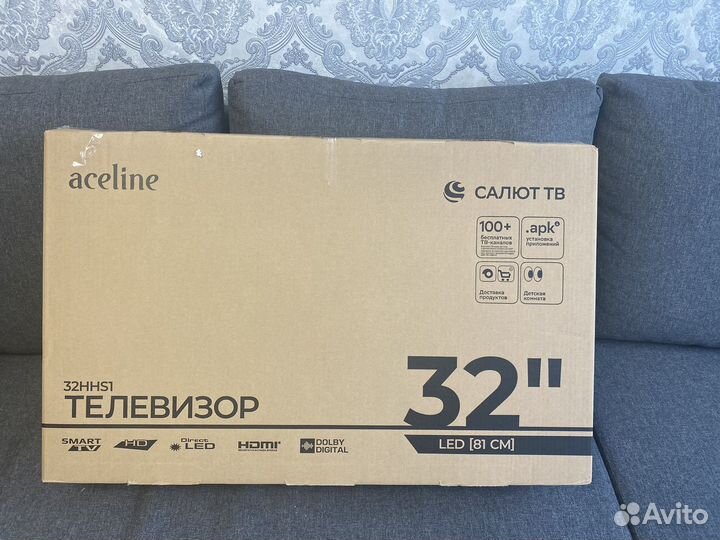 aceline
САЛЮТ ТВ
100+
бесплатных
ТВ-каналов
.apk
установка
приложений
Доставка
продуктов
Детская
комната
32HHS1
ТЕЛЕВИЗОР
32"
LED [81 СМ]
SMART
TV
HD
Direct
LED
HDMI
DOLBY
DIGITAL
Avito